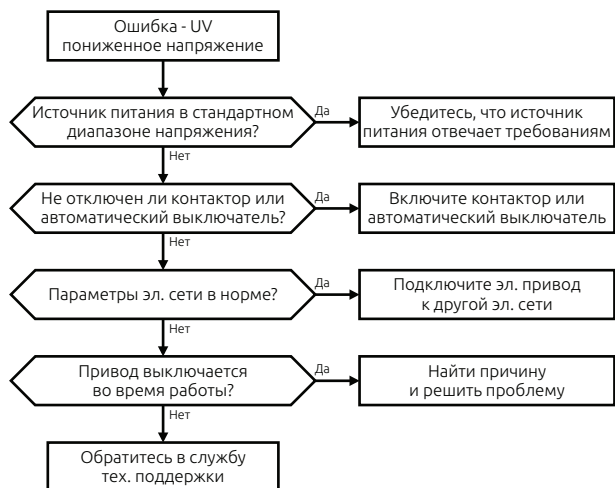 Ошибка - UV
пониженное напряжение
Источник питания в стандартном
диапазоне напряжения?
Да
Убедитесь, что источник
питания отвечает требованиям
Нет
Не отключен ли контактор или
автоматический выключатель?
Да
Включите контактор или
автоматический выключатель
Нет
Параметры эл. сети в норме?
Да
Подключите эл. привод
к другой эл. сети
Нет
Привод выключается
во время работы?
Да
Найти причину
и решить проблему
Нет
Обратитесь в службу
тех. поддержки